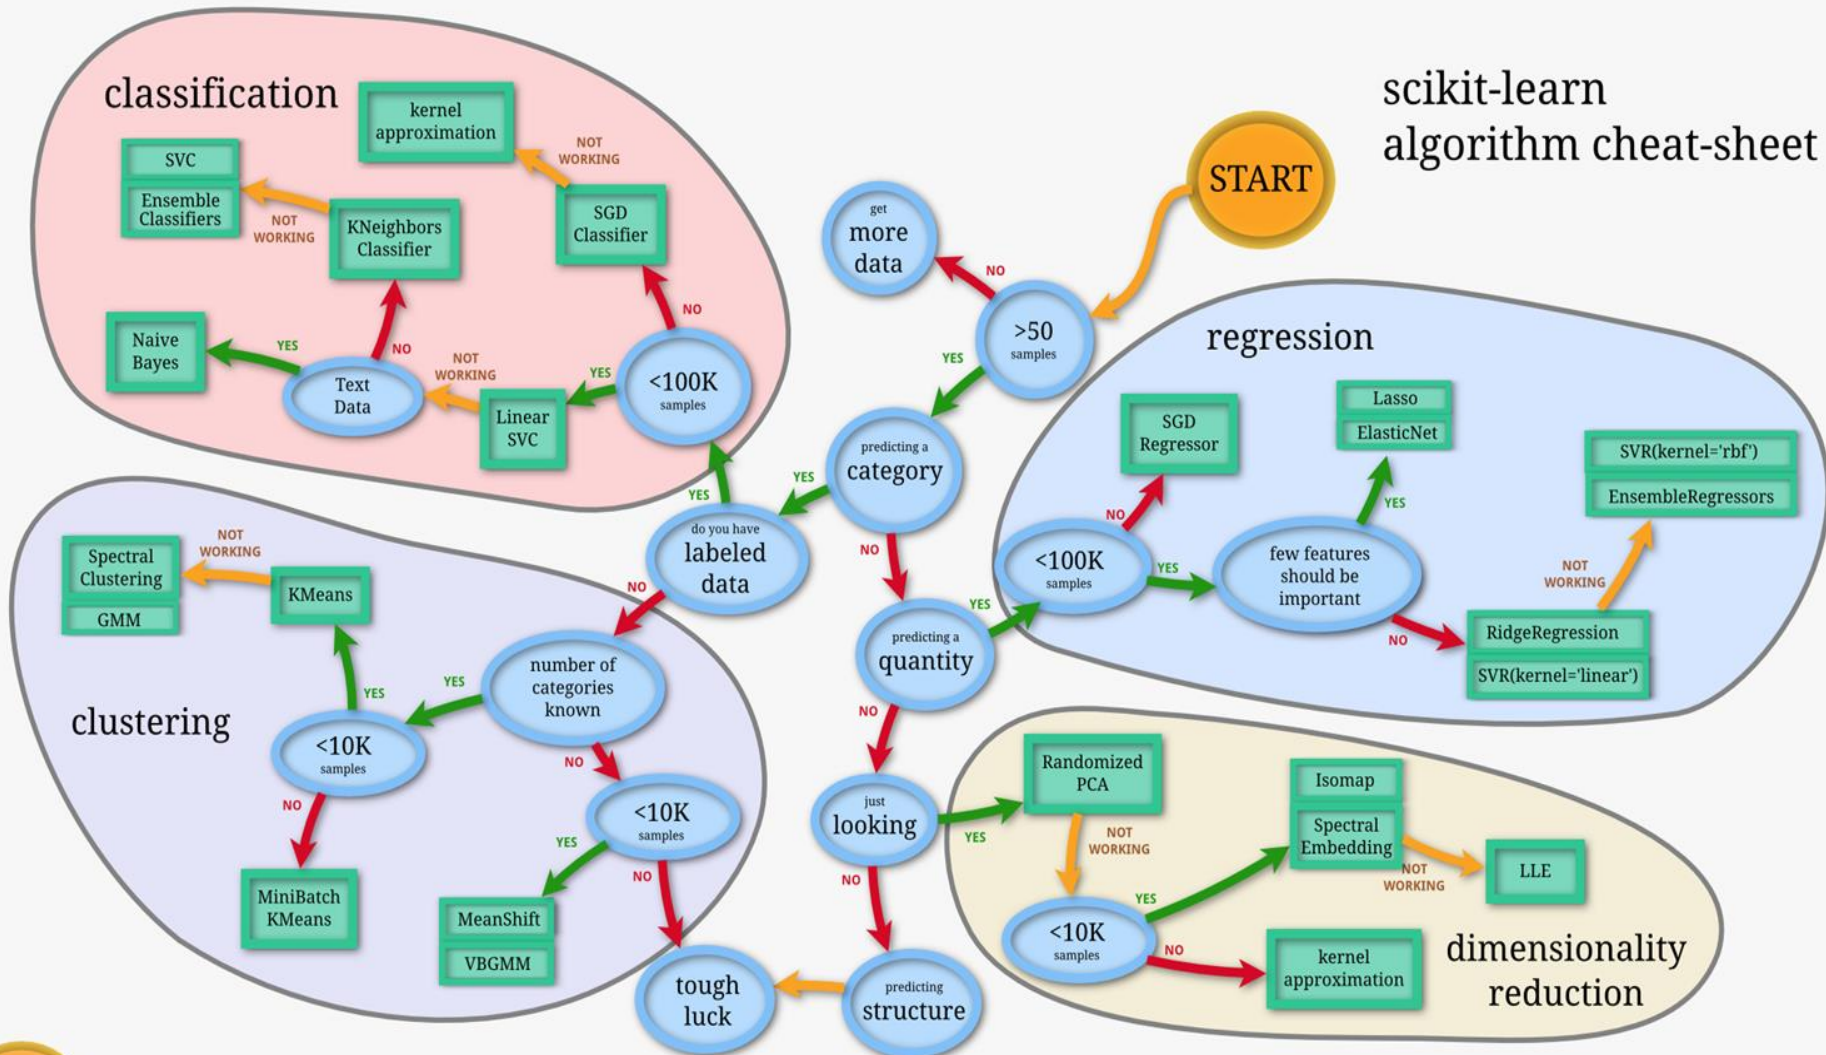 scikit-learn
algorithm cheat-sheet
START
classification
kernel
approximation
NOT
WORKING
SVC
Ensemble
Classifiers
NOT
WORKING
KNeighbors
Classifier
SGD
Classifier
NO
Naive
Bayes
YES
NO
Text
Data
NOT
WORKING
Linear
SVC
YES
<100K
samples
get
more
data
NO
>50
samples
YES
predicting a
category
YES
NO
do you have
labeled
data
YES
NO
predicting a
quantity
YES
NO
just
looking
YES
NO
predicting
structure
tough
luck
regression
SGD
Regressor
NO
<100K
samples
YES
Lasso
ElasticNet
YES
few features
should be
important
NO
SVR(kernel='rbf')
EnsembleRegressors
NOT
WORKING
RidgeRegression
SVR(kernel='linear')
clustering
Spectral
Clustering
GMM
NOT
WORKING
KMeans
YES
number of
categories
known
YES
NO
<10K
samples
NO
MiniBatch
KMeans
<10K
samples
YES
NO
MeanShift
VBGMM
dimensionality
reduction
Randomized
PCA
NOT
WORKING
<10K
samples
YES
NO
Isomap
Spectral
Embedding
NOT
WORKING
LLE
kernel
approximation